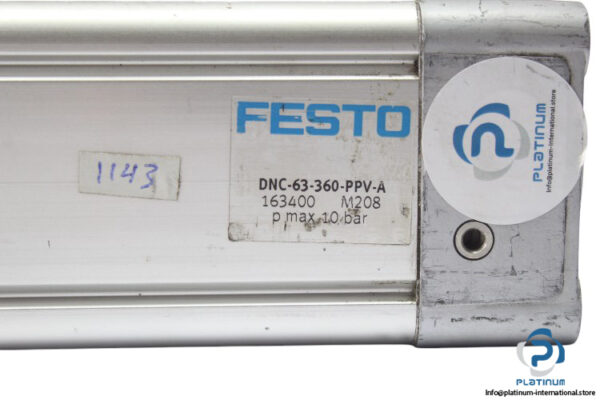 FESTO
DNC-63-360-PPV-A
163400 M208
p max 10 bar
1143
PLATINUM
Info@platinum-international.store
PLATINUM
Info@platinum-international.store